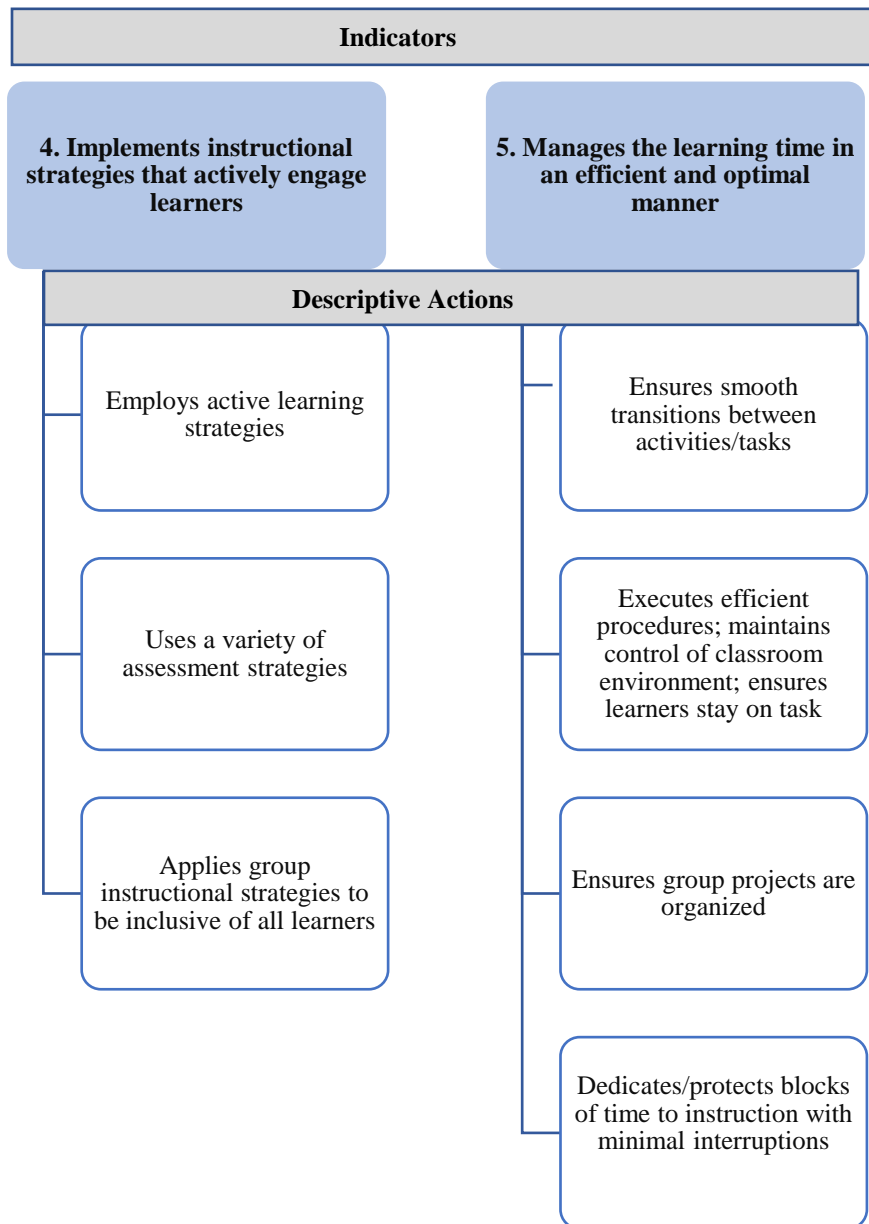 Indicators
4. Implements instructional
strategies that actively engage
learners
5. Manages the learning time in
an efficient and optimal
manner
Descriptive Actions
Employs active learning
strategies
Uses a variety of
assessment strategies
Applies group
instructional strategies to
be inclusive of all learners
Ensures smooth
transitions between
activities/tasks
Executes efficient
procedures; maintains
control of classroom
environment; ensures
learners stay on task
Ensures group projects are
organized
Dedicates/protects blocks
of time to instruction with
minimal interruptions